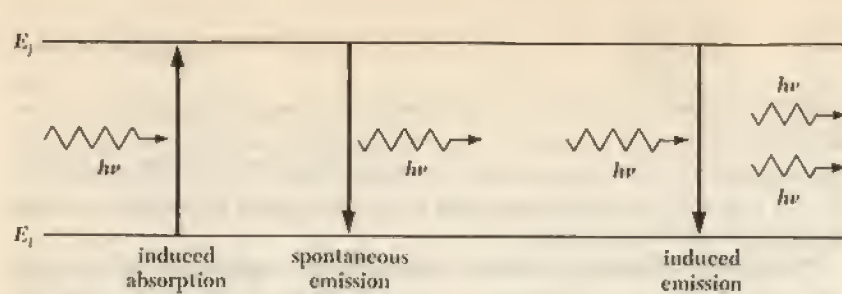 E_j
hν
hν
hν
hν
hν
E_i
induced
absorption
spontaneous
emission
induced
emission